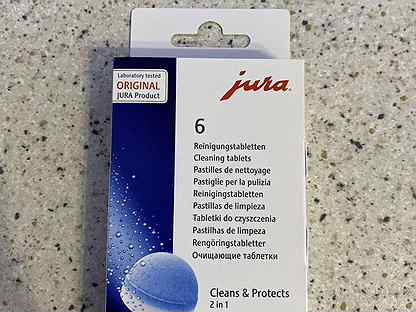 Laboratory tested
ORIGINAL
JURA Product
jura
6
Reinigungstabletten
Cleaning tablets
Pastilles de nettoyage
Pastiglie per la pulizia
Reinigingstabletten
Pastillas de limpieza
Tabletki do czyszczenia
Pastilhas de limpeza
Rengöringstabletter
Очищающие таблетки
Cleans & Protects
2 in 1